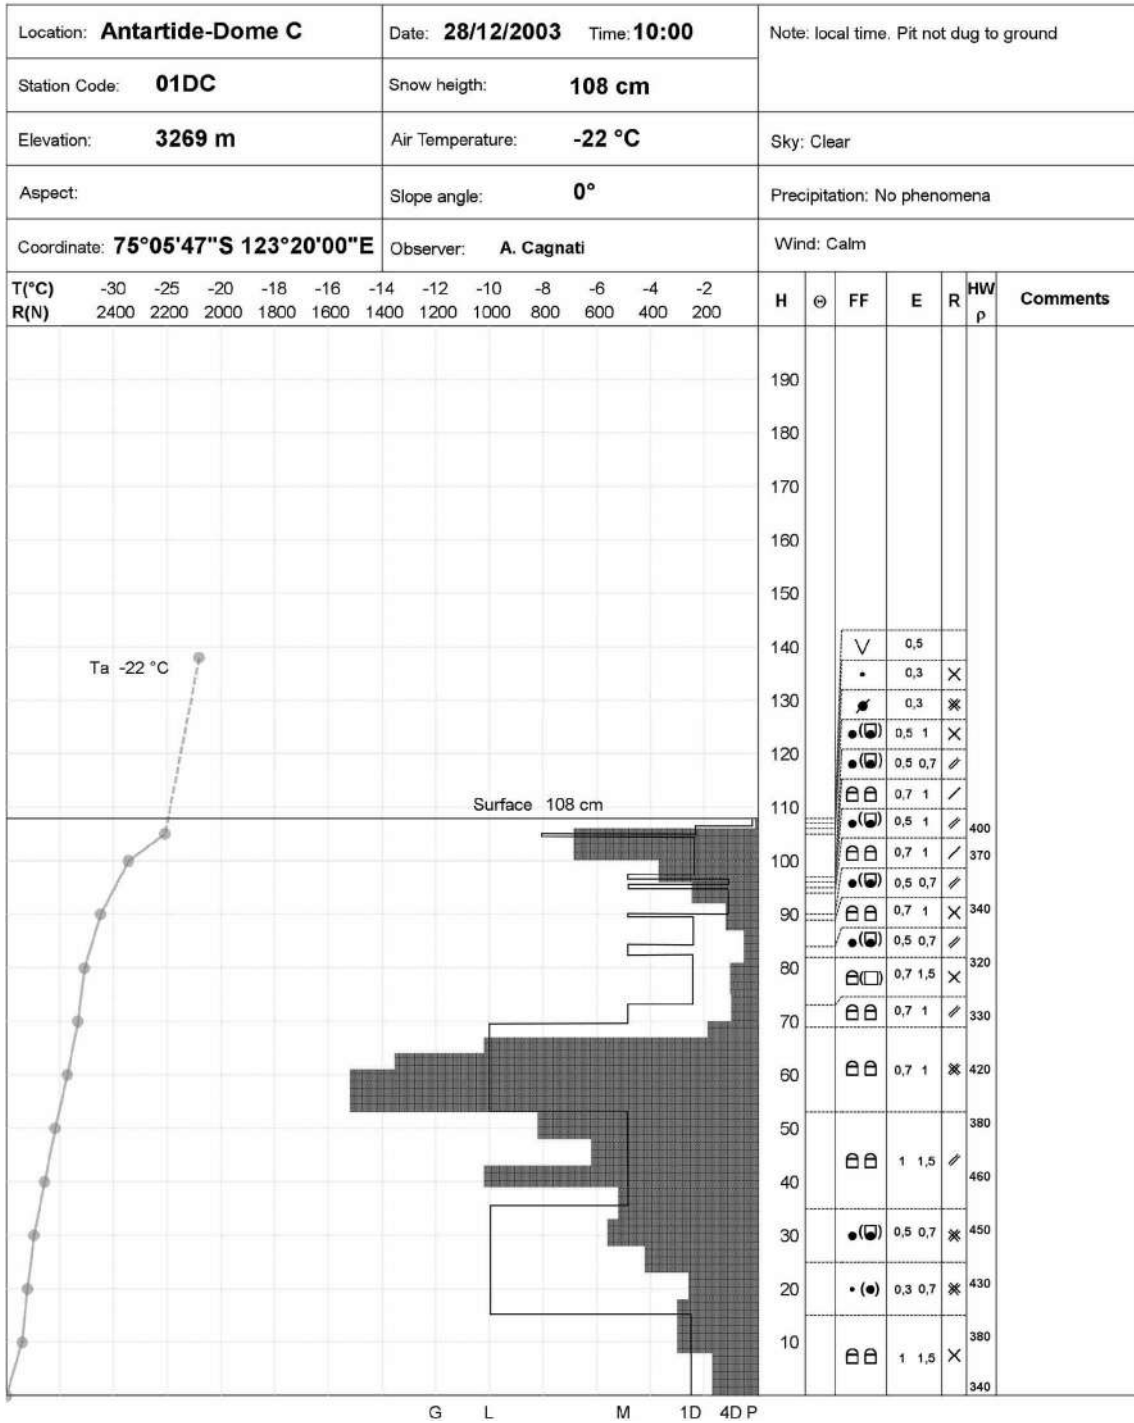 Location: Antartide-Dome C Date: 28/12/2003 Time: 10:00 Note: local time. Pit not dug to ground
Station Code: 01DC Snow heigth: 108 cm
Elevation: 3269 m Air Temperature: -22 °C Sky: Clear
Aspect: Slope angle: 0° Precipitation: No phenomena
Coordinate: 75°05'47"S 123°20'00"E Observer: A. Cagnati Wind: Calm
T(°C) -30 -25 -20 -18 -16 -14 -12 -10 -8 -6 -4 -2
R(N) 2400 2200 2000 1800 1600 1400 1200 1000 800 600 400 200
H Θ FF E R HW ρ Comments
190
180
170
160
150
140 0,5
Ta -22 °C
0,3
130 0,3
0,5 1
120 0,5 0,7
0,7 1
110
Surface 108 cm
0,5 1 400
100 0,7 1 370
0,5 0,7
90 0,7 1 340
0,5 0,7
80 0,7 1,5 320
70 0,7 1 330
60 0,7 1 420
50 380
40 1 1,5 460
30 0,5 0,7 450
20 0,3 0,7 430
10 1 1,5 380
340
G L M 1D 4D P